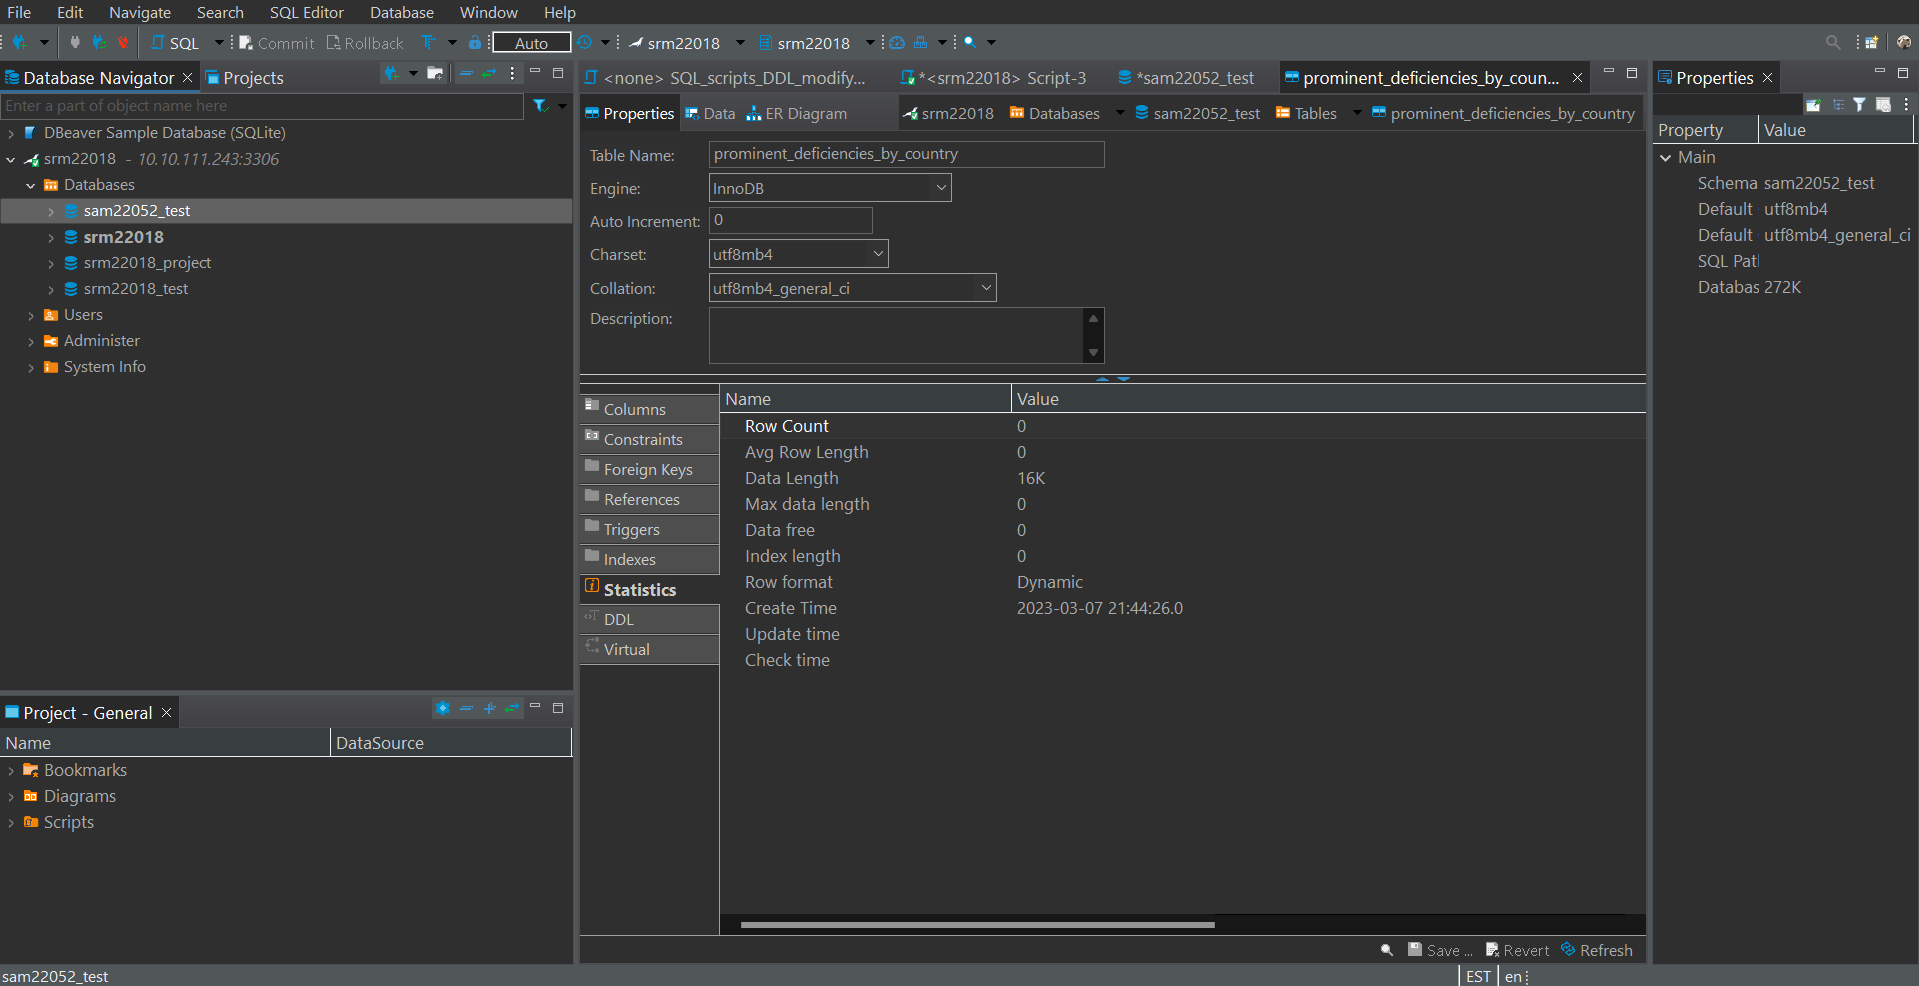 File Edit Navigate Search SQL Editor Database Window Help
SQL Commit Rollback Auto srm22018 srm22018
Database Navigator Projects
Enter a part of object name here
DBeaver Sample Database (SQLite)
srm22018 - 10.10.111.243:3306
Databases
sam22052_test
srm22018
srm22018_project
srm22018_test
Users
Administer
System Info
Project - General
Name DataSource
Bookmarks
Diagrams
Scripts
<none> SQL_scripts_DDL_modify... *<srm22018> Script-3 *sam22052_test prominent_deficiencies_by_coun...
Properties Data ER Diagram srm22018 Databases sam22052_test Tables prominent_deficiencies_by_country
Table Name: prominent_deficiencies_by_country
Engine: InnoDB
Auto Increment: 0
Charset: utf8mb4
Collation: utf8mb4_general_ci
Description:
Columns
Constraints
Foreign Keys
References
Triggers
Indexes
Statistics
DDL
Virtual
Name Value
Row Count 0
Avg Row Length 0
Data Length 16K
Max data length 0
Data free 0
Index length 0
Row format Dynamic
Create Time 2023-03-07 21:44:26.0
Update time
Check time
Save ... Revert Refresh
Properties
Property Value
Main
Schema sam22052_test
Default utf8mb4
Default utf8mb4_general_ci
SQL Pat
Databas 272K
sam22052_test EST en